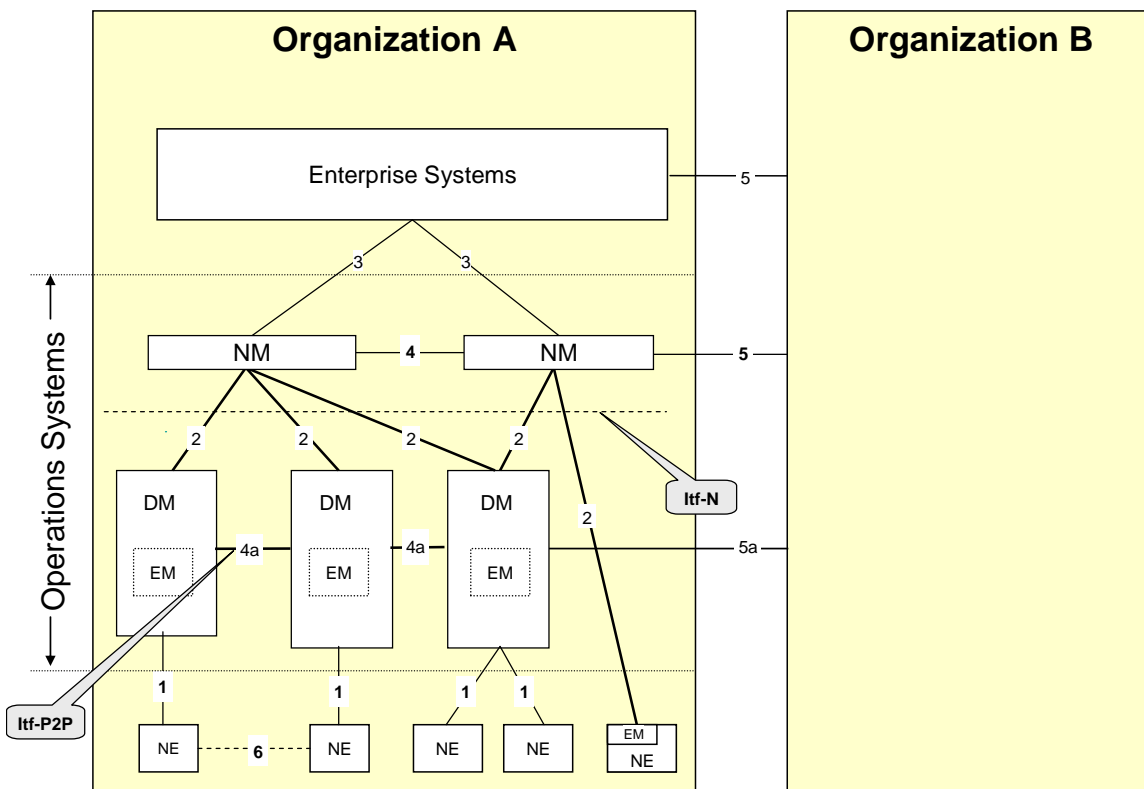 Organization A
Organization B
Enterprise Systems
5
3
3
Operations Systems
NM
4
NM
5
2
2
2
2
Itf-N
DM
DM
DM
2
4a
4a
5a
EM
EM
EM
1
1
1
1
Itf-P2P
NE
6
NE
NE
NE
EM
NE